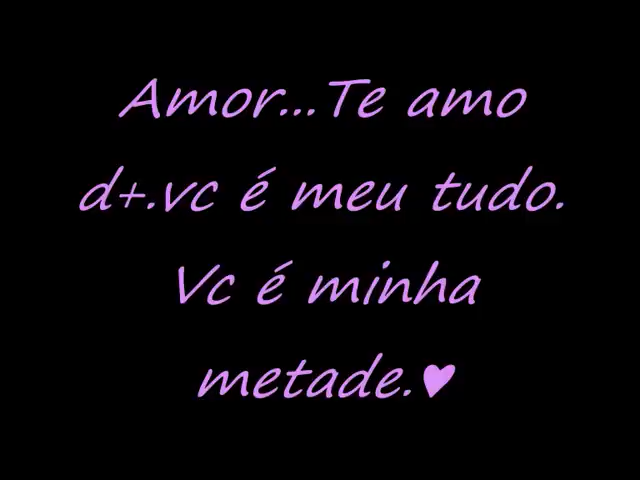 Amor...Te amo
d+.vc é meu tudo.
Vc é minha
metade.♥